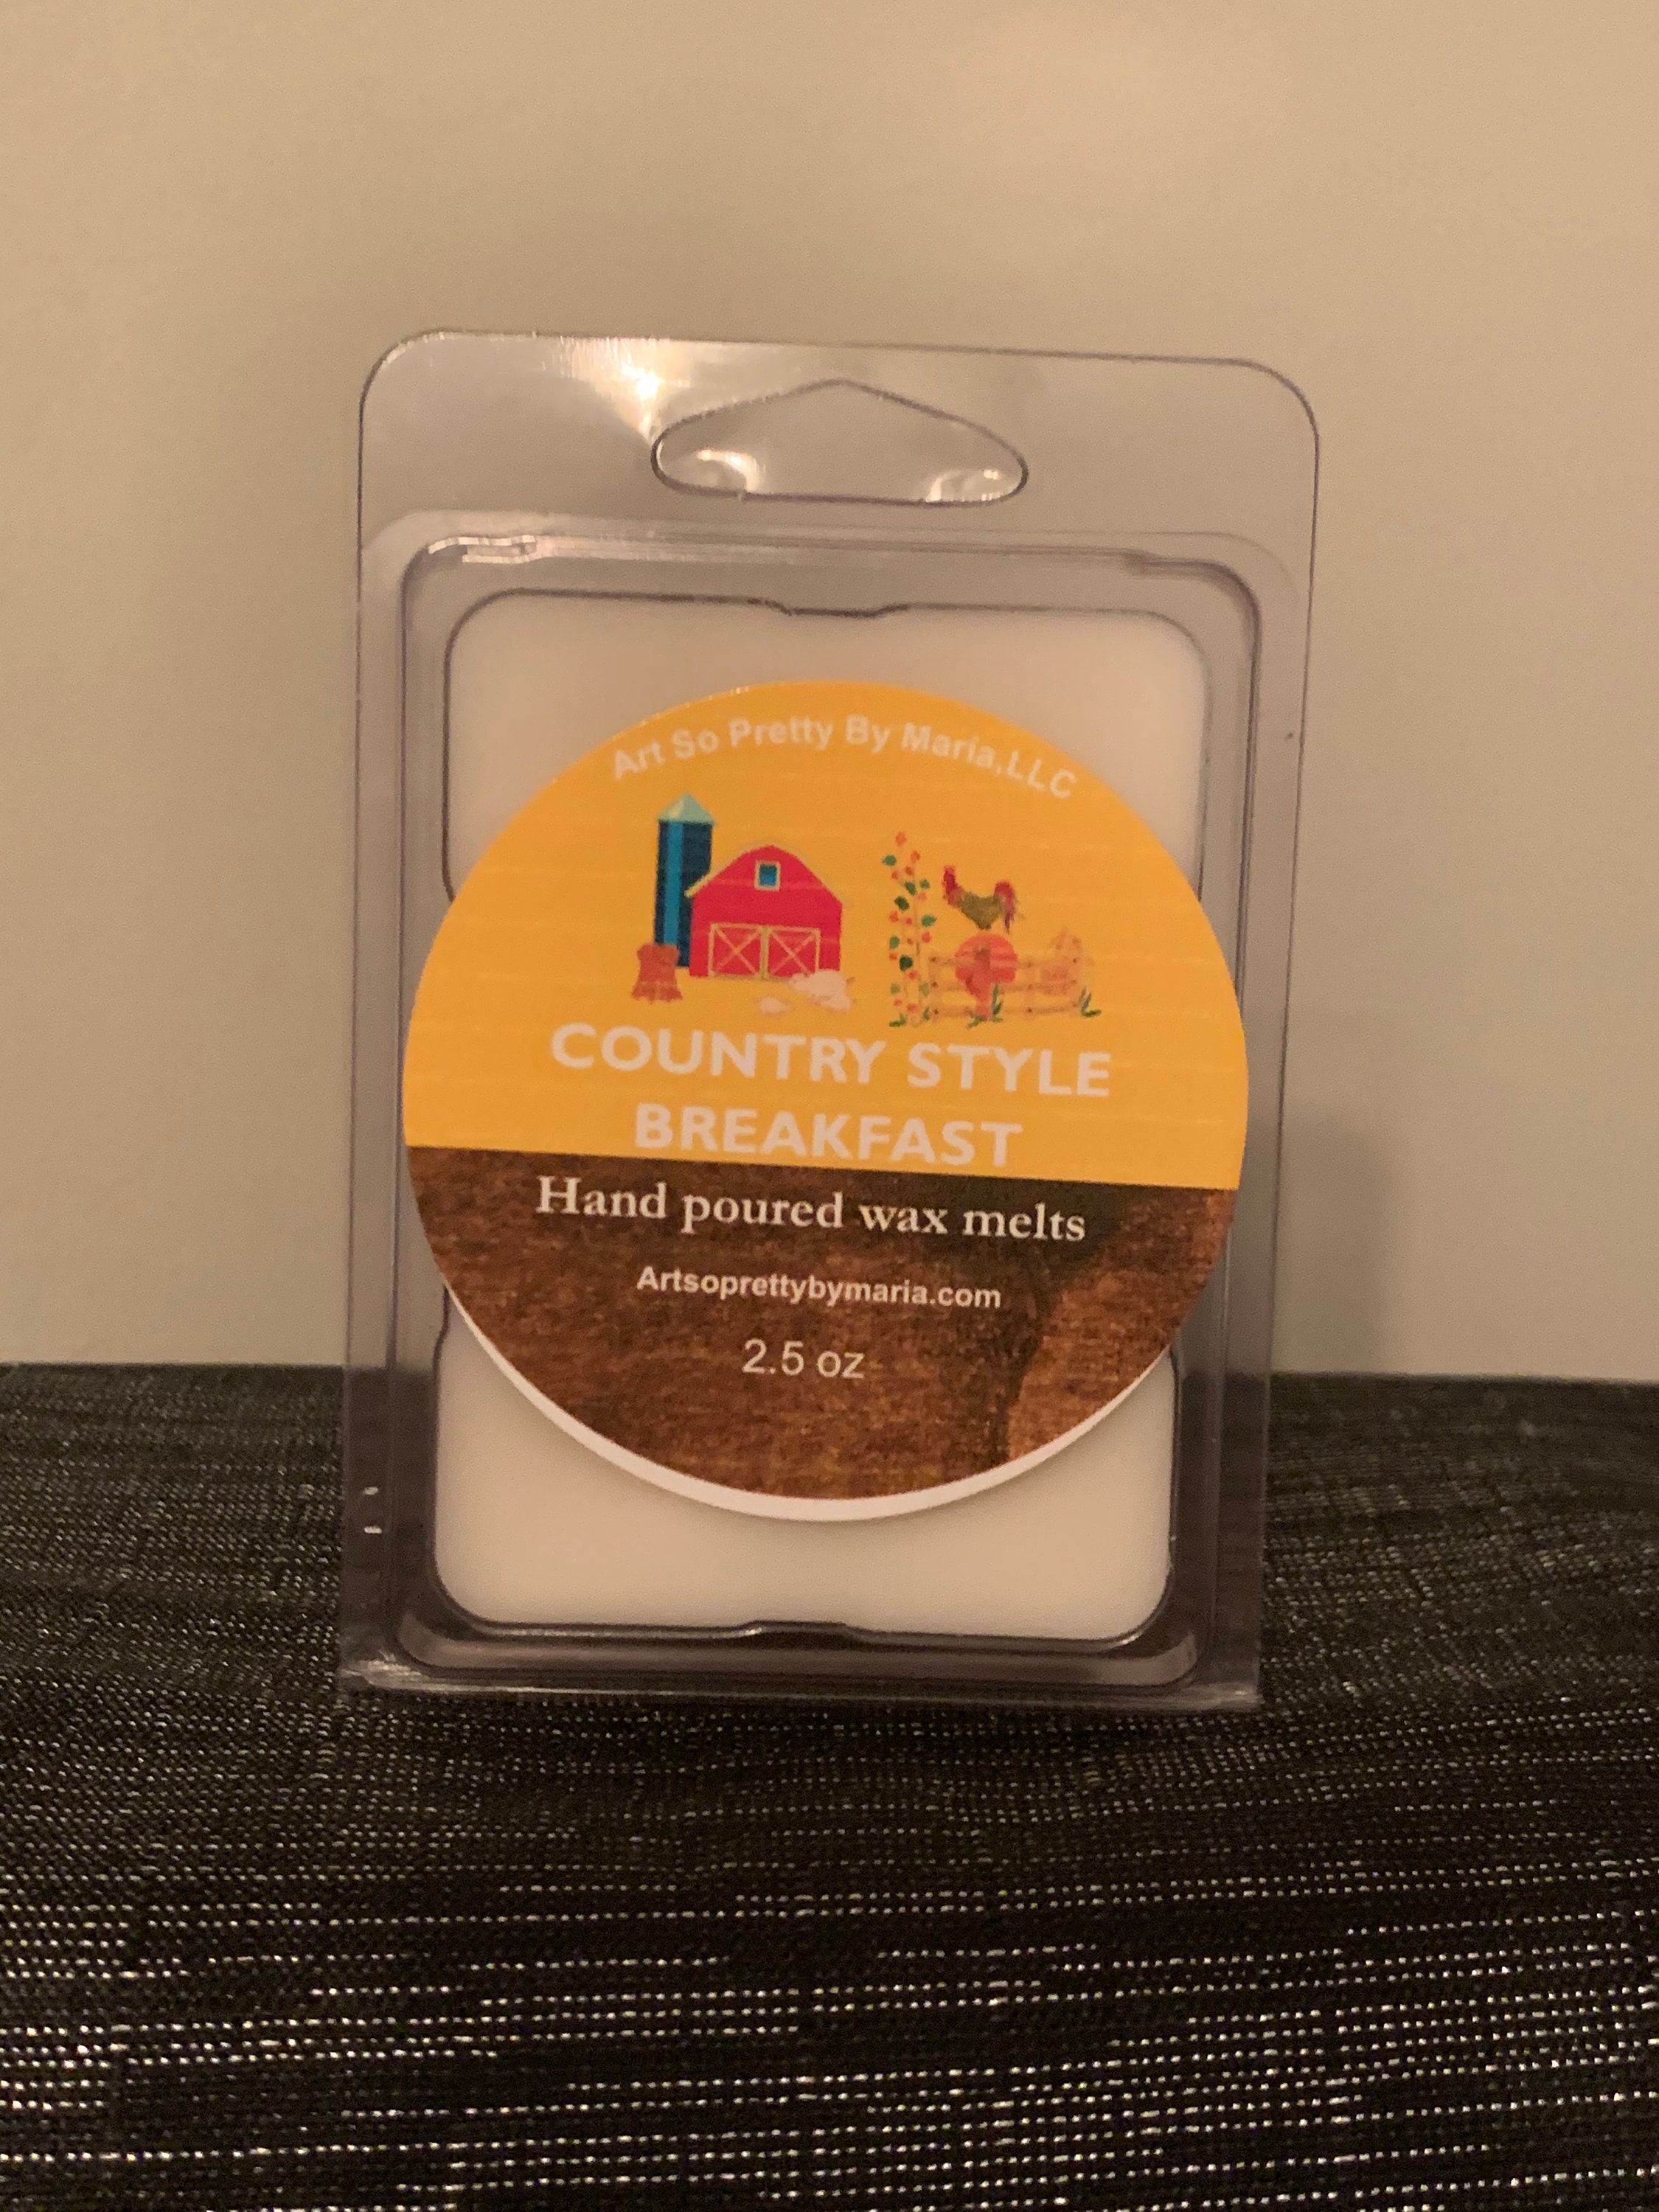 Art So Pretty By Maria,LLC
COUNTRY STYLE
BREAKFAST
Hand poured wax melts
Artsoprettybymaria.com
2.5 oz